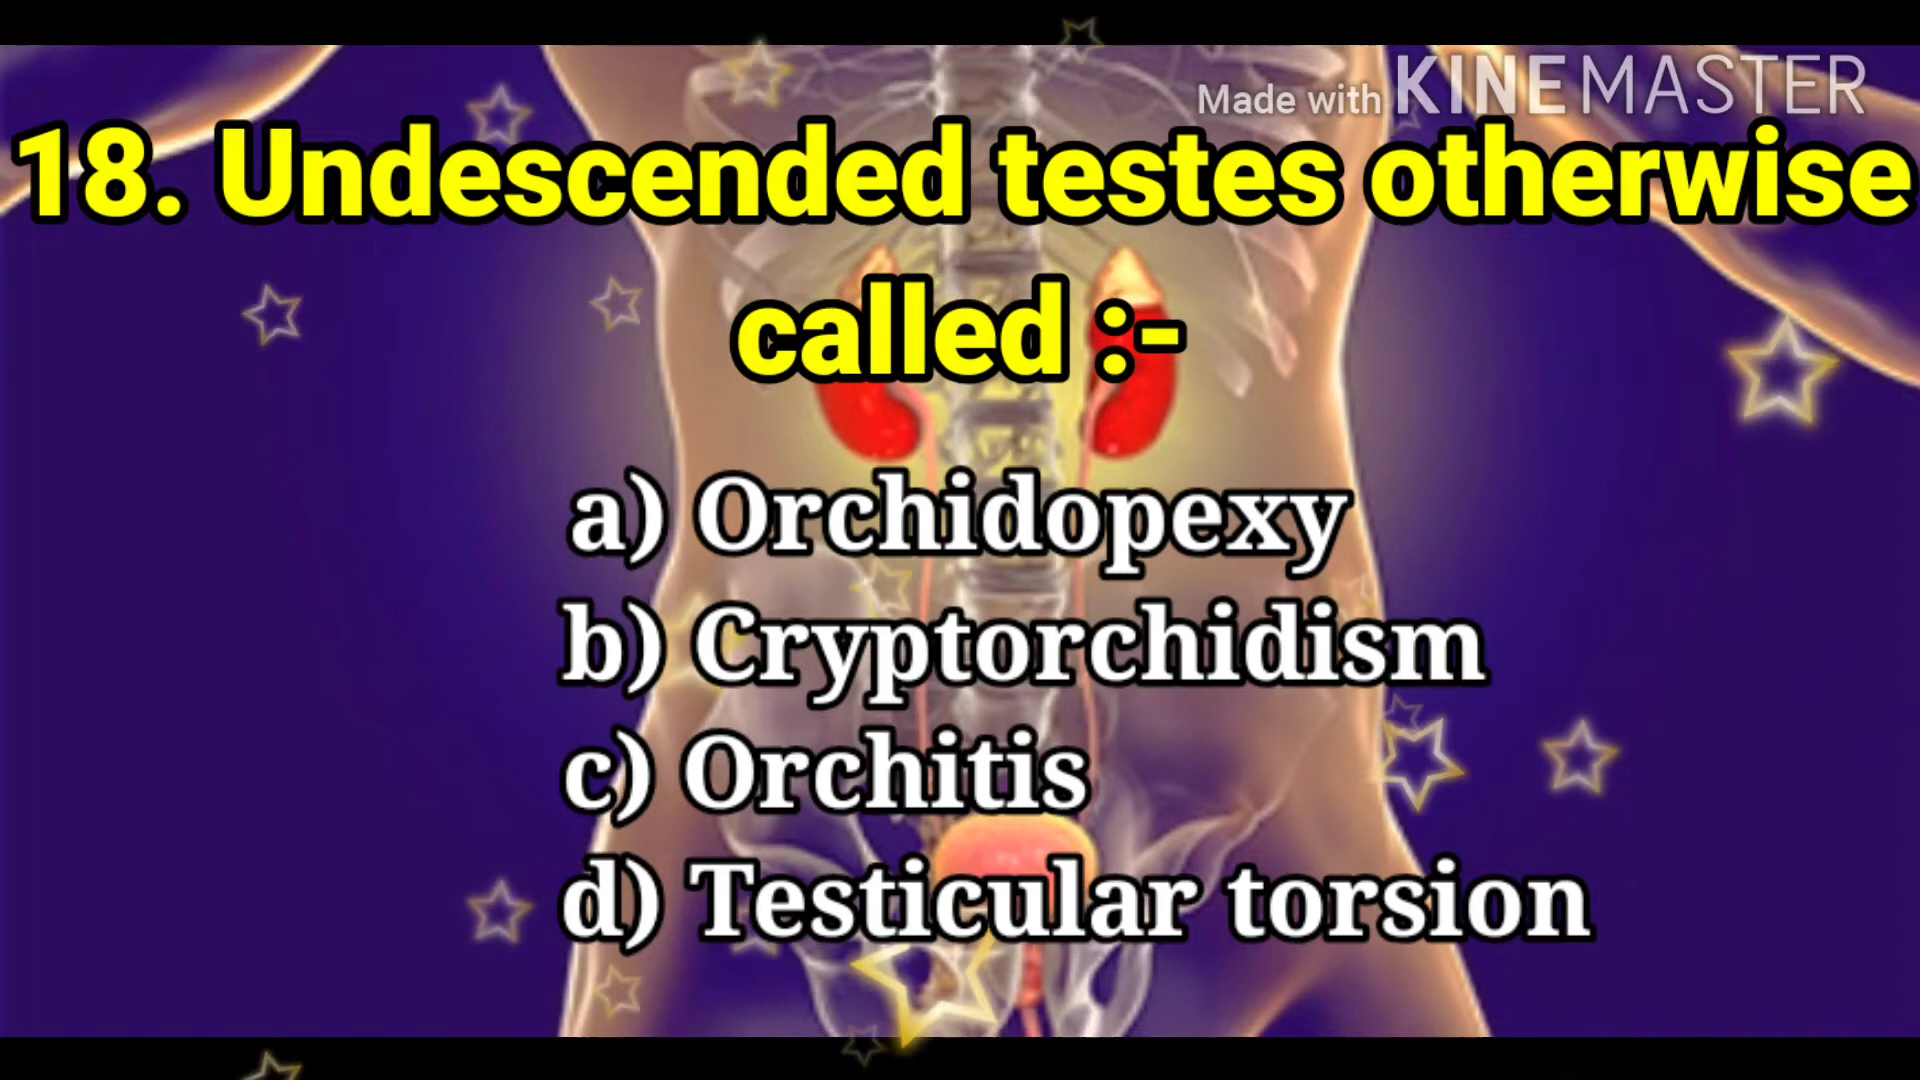 Made with KINEMASTER
18. Undescended testes otherwise
called :-
a) Orchidopexy
b) Cryptorchidism
c) Orchitis
d) Testicular torsion